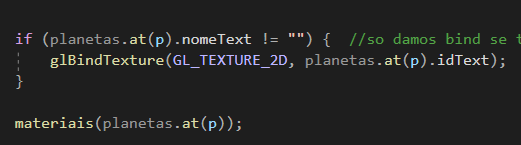 if (planetas.at(p).nomeText != "") {  //so damos bind se
glBindTexture(GL_TEXTURE_2D, planetas.at(p).idText);
}
materiais(planetas.at(p));